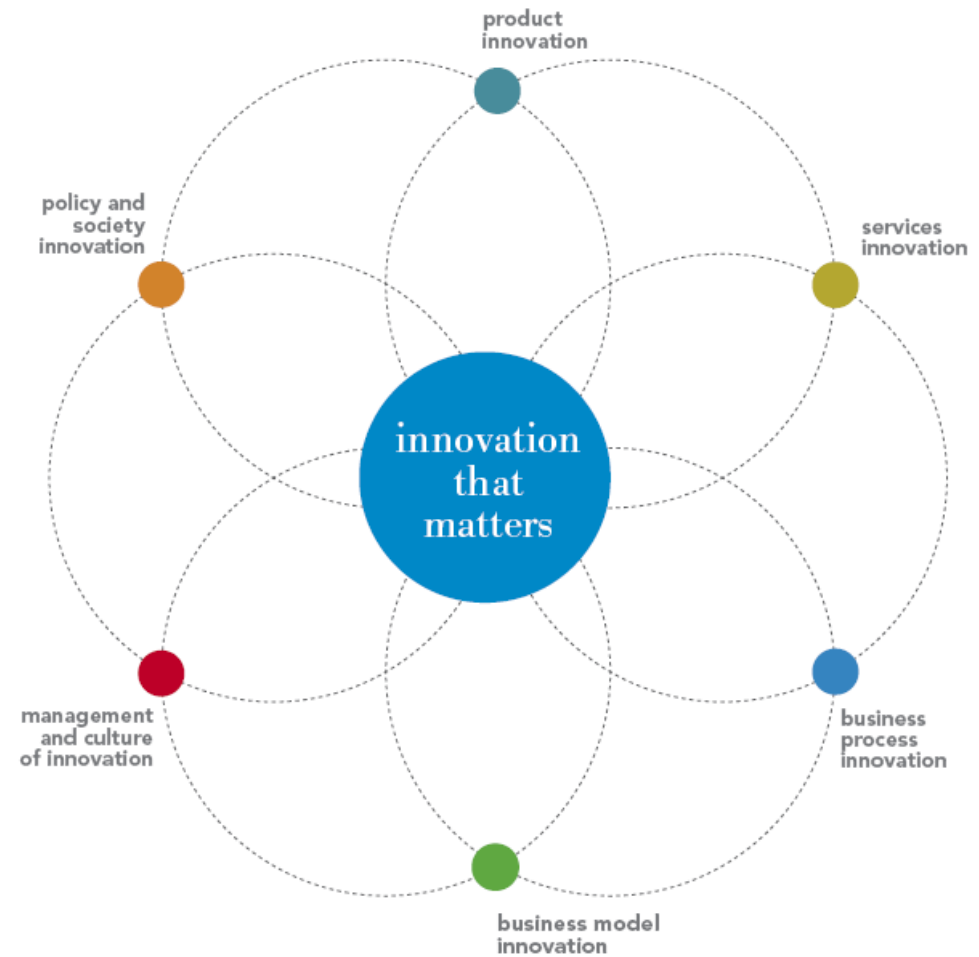 product
innovation
policy and
society
innovation
services
innovation
innovation
that
matters
management
and culture
of innovation
business
process
innovation
business model
innovation